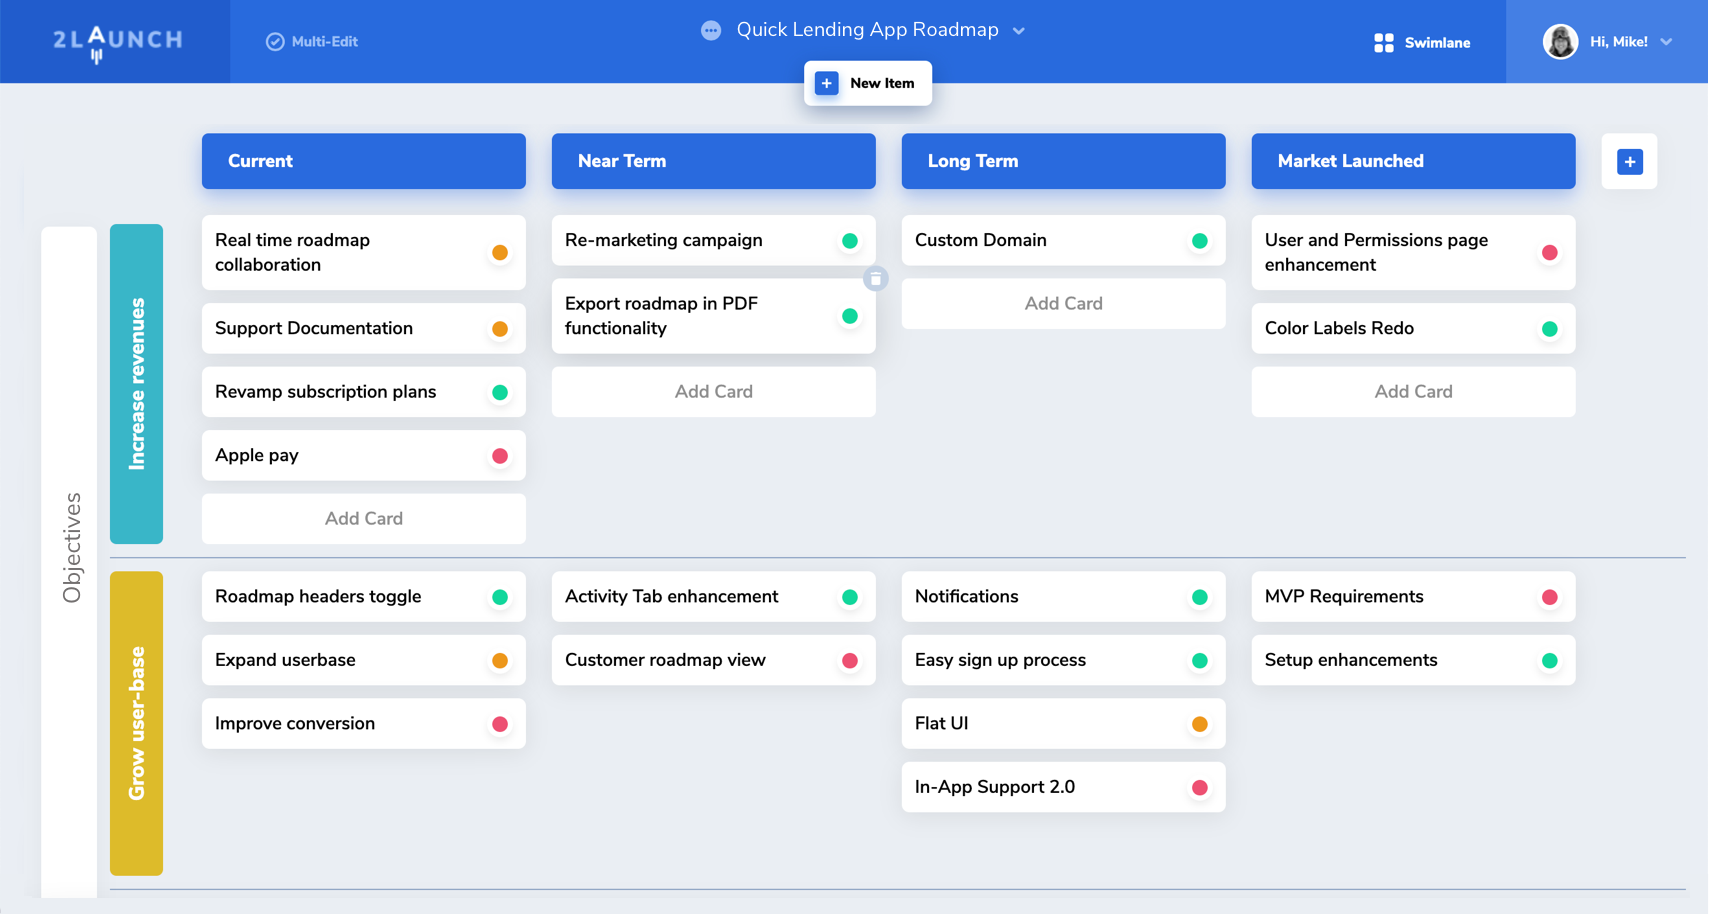 2LAUNCH
Multi-Edit
Quick Lending App Roadmap
Swimlane
Hi, Mike!
New Item
Current
Near Term
Long Term
Market Launched
Objectives
Increase revenues
Real time roadmap
collaboration
Support Documentation
Revamp subscription plans
Apple pay
Add Card
Re-marketing campaign
Export roadmap in PDF
functionality
Add Card
Custom Domain
Add Card
User and Permissions page
enhancement
Color Labels Redo
Add Card
Grow user-base
Roadmap headers toggle
Expand userbase
Improve conversion
Activity Tab enhancement
Customer roadmap view
Notifications
Easy sign up process
Flat UI
In-App Support 2.0
MVP Requirements
Setup enhancements